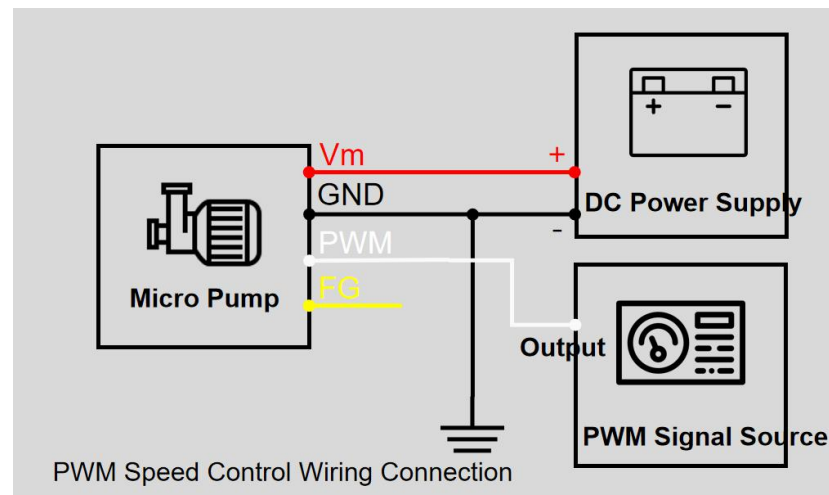 Vm
+
GND
-
PWM
FG
Micro Pump
+ -
DC Power Supply
Output
PWM Signal Source
PWM Speed Control Wiring Connection